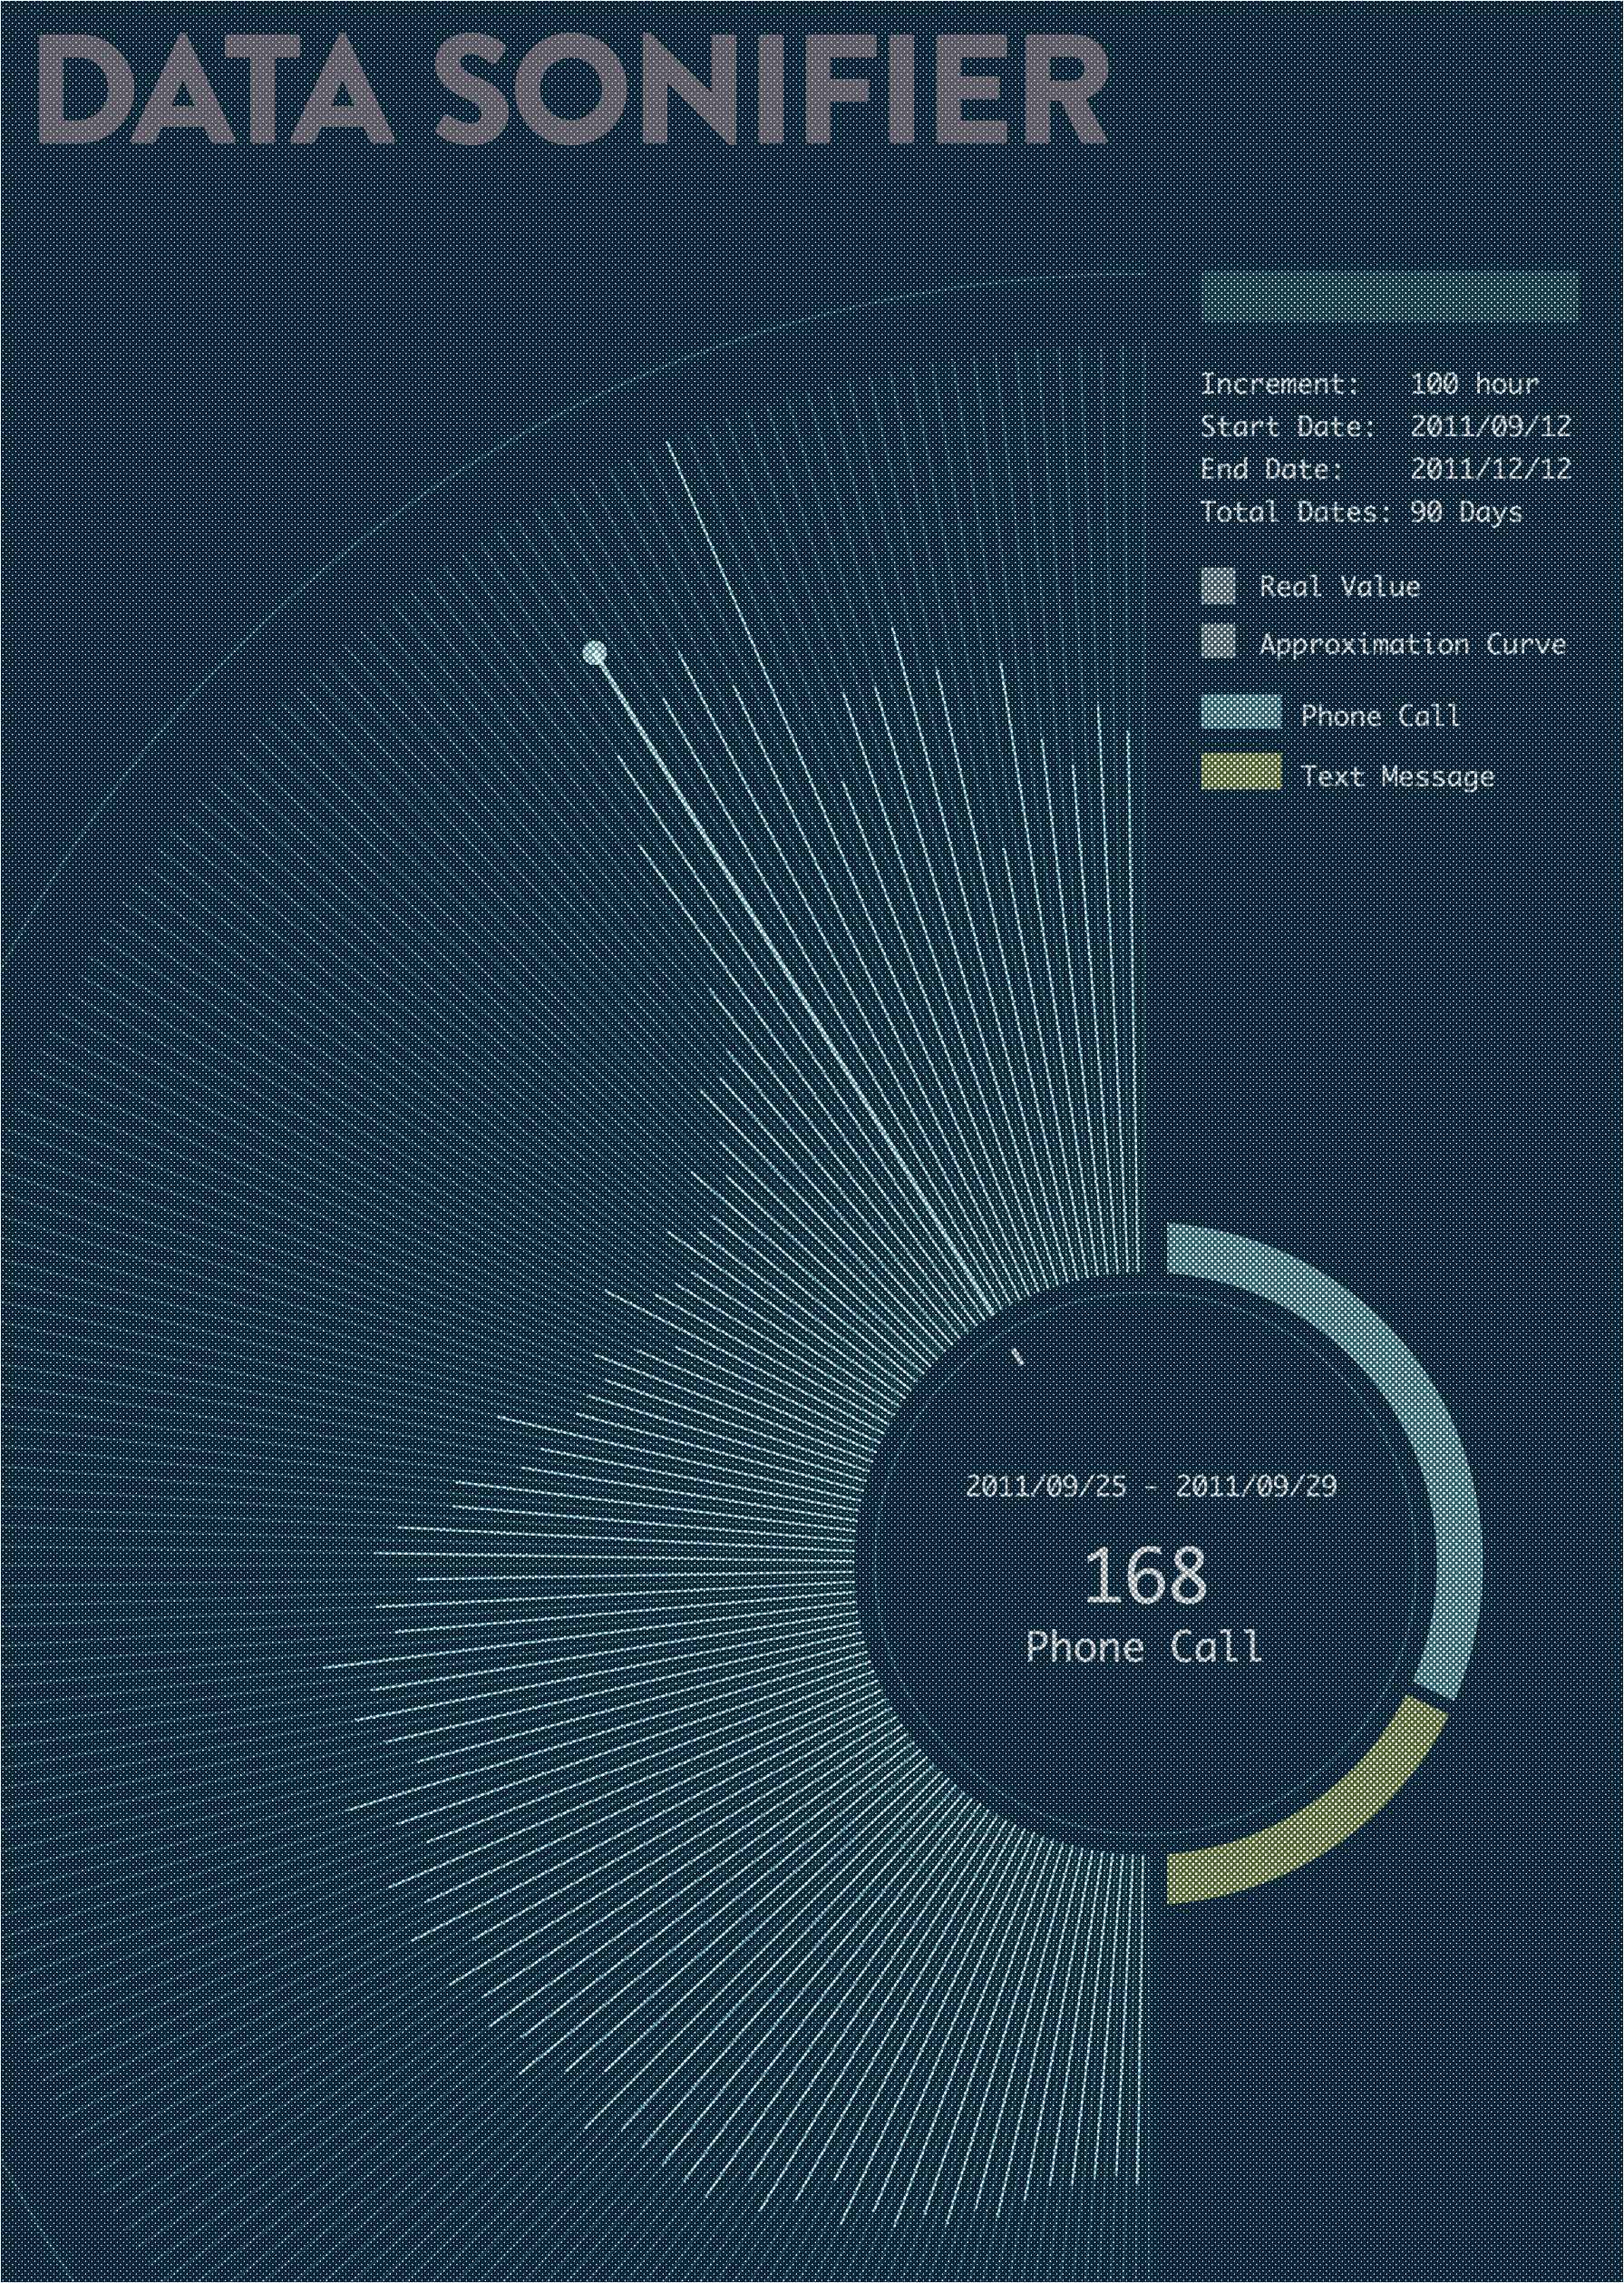 DATA SONIFIER
Increment: 100 hour
Start Date: 2011/09/12
End Date: 2011/12/12
Total Dates: 90 Days
Real Value
Approximation Curve
Phone Call
Text Message
2011/09/25 - 2011/09/29
168
Phone Call